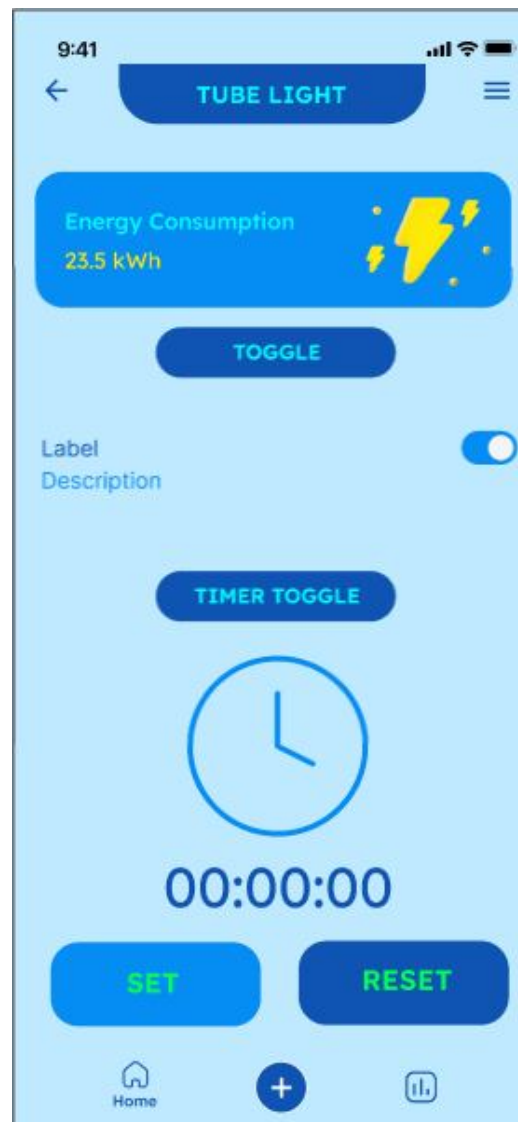 9:41
TUBE LIGHT
Energy Consumption
23.5 kWh
TOGGLE
Label
Description
TIMER TOGGLE
00:00:00
SET
RESET
Home